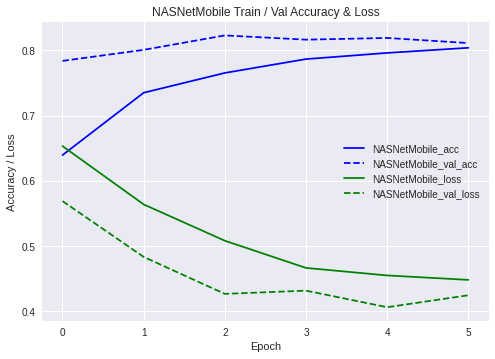 NASNetMobile Train / Val Accuracy & Loss
Accuracy / Loss
0.8
0.7
0.6
0.5
0.4
NASNetMobile_acc
NASNetMobile_val_acc
NASNetMobile_loss
NASNetMobile_val_loss
0 1 2 3 4 5
Epoch